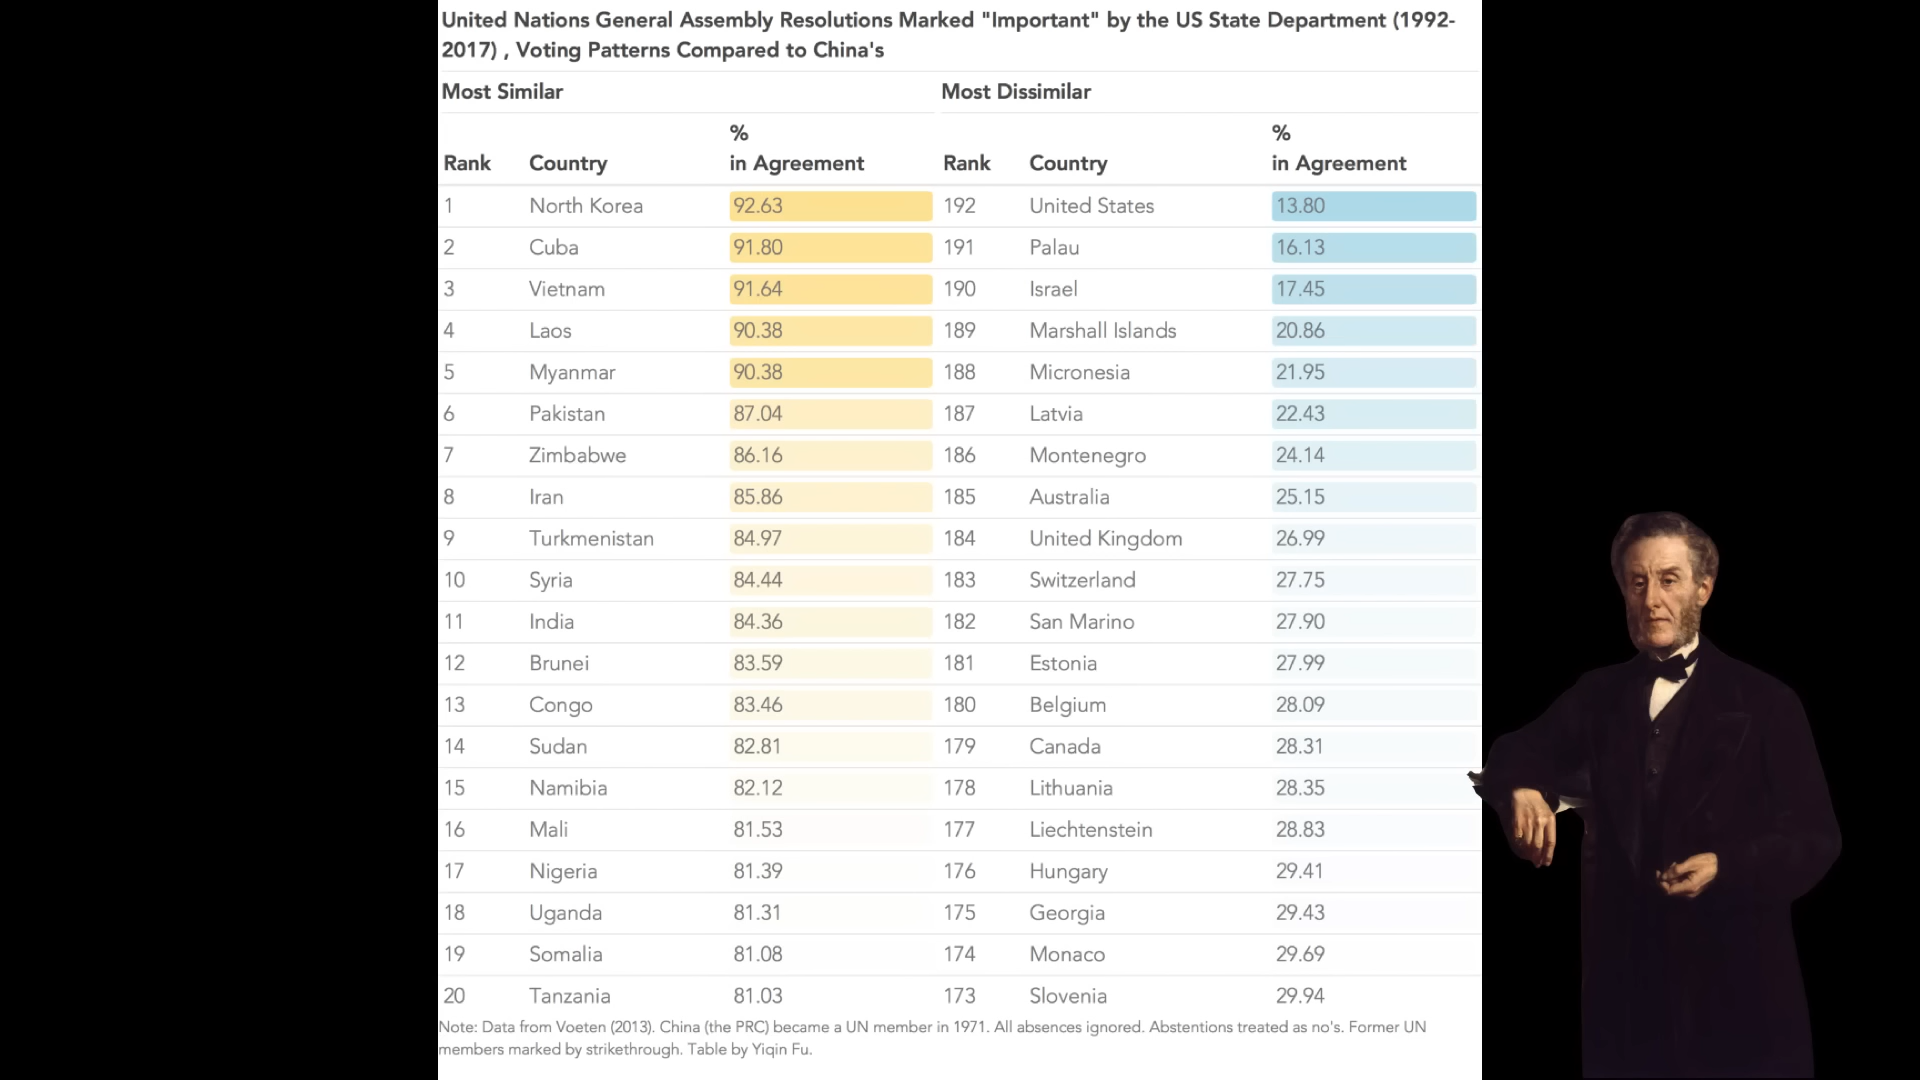 United Nations General Assembly Resolutions Marked "Important" by the US State Department (1992-
2017) , Voting Patterns Compared to China's
Most Similar Most Dissimilar
% %
Rank Country in Agreement Rank Country in Agreement
1 North Korea 92.63 192 United States 13.80
2 Cuba 91.80 191 Palau 16.13
3 Vietnam 91.64 190 Israel 17.45
4 Laos 90.38 189 Marshall Islands 20.86
5 Myanmar 90.38 188 Micronesia 21.95
6 Pakistan 87.04 187 Latvia 22.43
7 Zimbabwe 86.16 186 Montenegro 24.14
8 Iran 85.86 185 Australia 25.15
9 Turkmenistan 84.97 184 United Kingdom 26.99
10 Syria 84.44 183 Switzerland 27.75
11 India 84.36 182 San Marino 27.90
12 Brunei 83.59 181 Estonia 27.99
13 Congo 83.46 180 Belgium 28.09
14 Sudan 82.81 179 Canada 28.31
15 Namibia 82.12 178 Lithuania 28.35
16 Mali 81.53 177 Liechtenstein 28.83
17 Nigeria 81.39 176 Hungary 29.41
18 Uganda 81.31 175 Georgia 29.43
19 Somalia 81.08 174 Monaco 29.69
20 Tanzania 81.03 173 Slovenia 29.94
Note: Data from Voeten (2013). China (the PRC) became a UN member in 1971. All absences ignored. Abstentions treated as no's. Former UN
members marked by strikethrough. Table by Yiqin Fu.